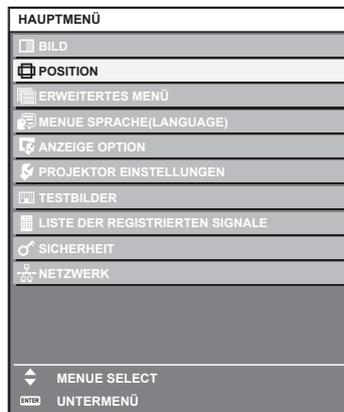 HAUPTMENÜ
BILD
POSITION
ERWEITERTES MENÜ
MENUE SPRACHE(LANGUAGE)
ANZEIGE OPTION
PROJEKTOR EINSTELLUNGEN
TESTBILDER
LISTE DER REGISTRIERTEN SIGNALE
SICHERHEIT
NETZWERK
MENUE SELECT
ENTER UNTERMENÜ